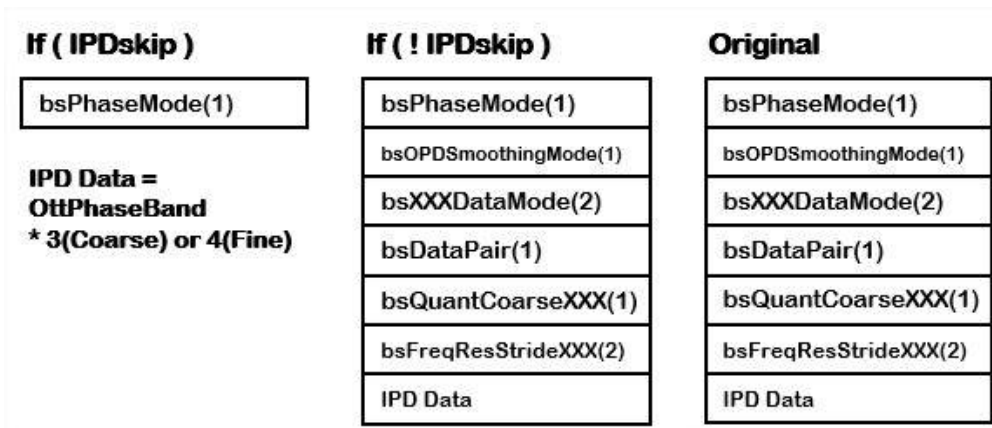 If ( IPDskip )
bsPhaseMode(1)
IPD Data =
OttPhaseBand
* 3(Coarse) or 4(Fine)
If ( ! IPDskip )
bsPhaseMode(1)
bsOPDSmoothingMode(1)
bsXXXDataMode(2)
bsDataPair(1)
bsQuantCoarseXXX(1)
bsFreqResStrideXXX(2)
IPD Data
Original
bsPhaseMode(1)
bsOPDSmoothingMode(1)
bsXXXDataMode(2)
bsDataPair(1)
bsQuantCoarseXXX(1)
bsFreqResStrideXXX(2)
IPD Data